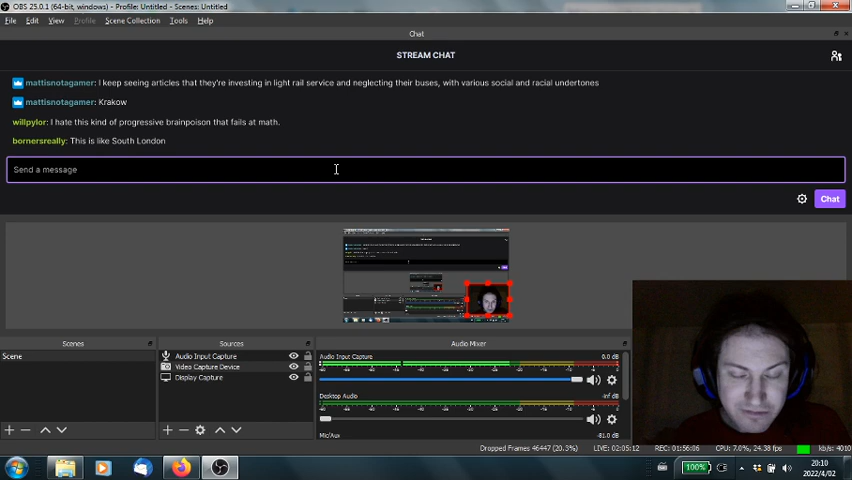 OBS 25.0.1 (64-bit, windows) - Profile: Untitled - Scenes: Untitled
File Edit View Profile Scene Collection Tools Help
Chat
STREAM CHAT
mattisnotagamer: I keep seeing articles that they're investing in light rail service and neglecting their buses, with various social and racial undertones
mattisnotagamer: Krakow
willpylor: I hate this kind of progressive brainpoison that fails at math.
bornersreally: This is like South London
Send a message
Chat
Scenes Sources Audio Mixer
Scene
Audio Input Capture
Video Capture Device
Display Capture
Audio Input Capture 0.0 dB
Desktop Audio -inf dB
Mic/Aux -81.0 dB
Dropped Frames 46447 (20.3%) LIVE: 02:05:12 REC: 01:56:06 CPU: 7.0%, 24.38 fps kb/s: 4010
100% 20:10
2022/4/02